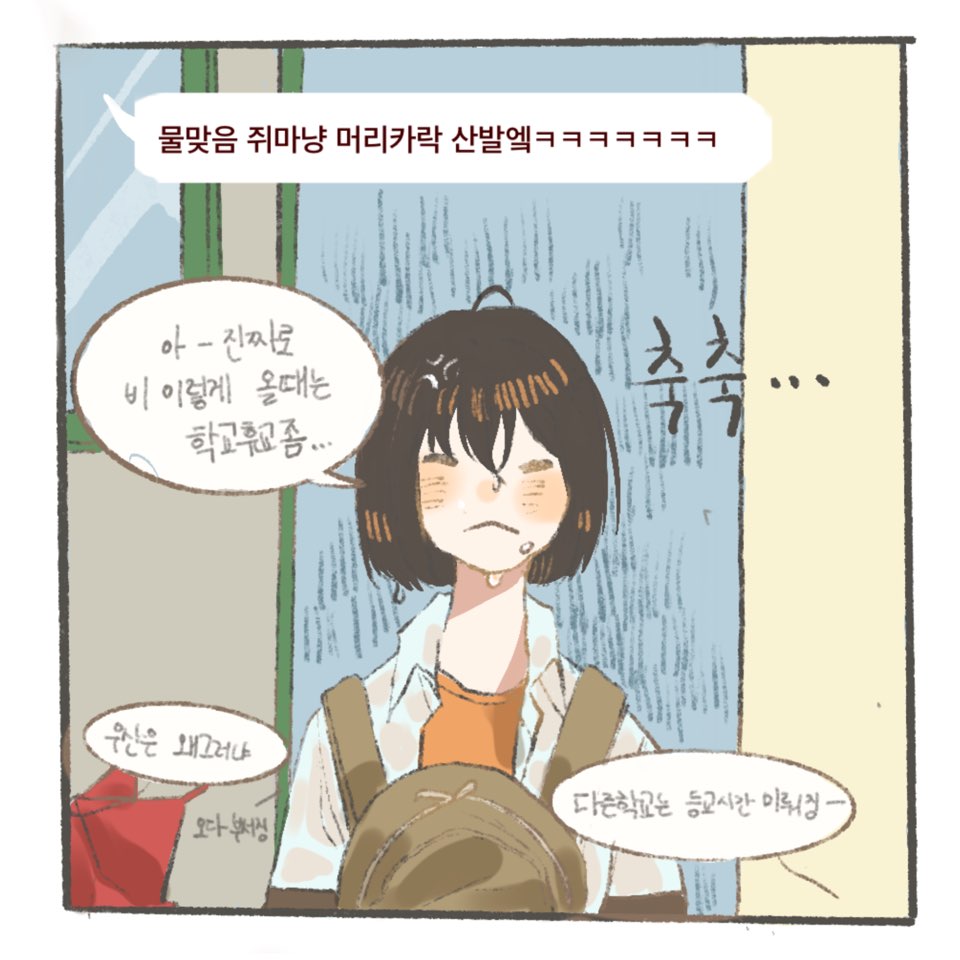 물맞음 쥐마냥 머리카락 산발엨ㅋㅋㅋㅋㅋㅋㅋ
아 - 진짜로
비 이렇게 올때는
학교휴교좀...
축축...
우산은 왜그러냐
오다 부서짐
다른학교는 등교시간 미뤄짐 -